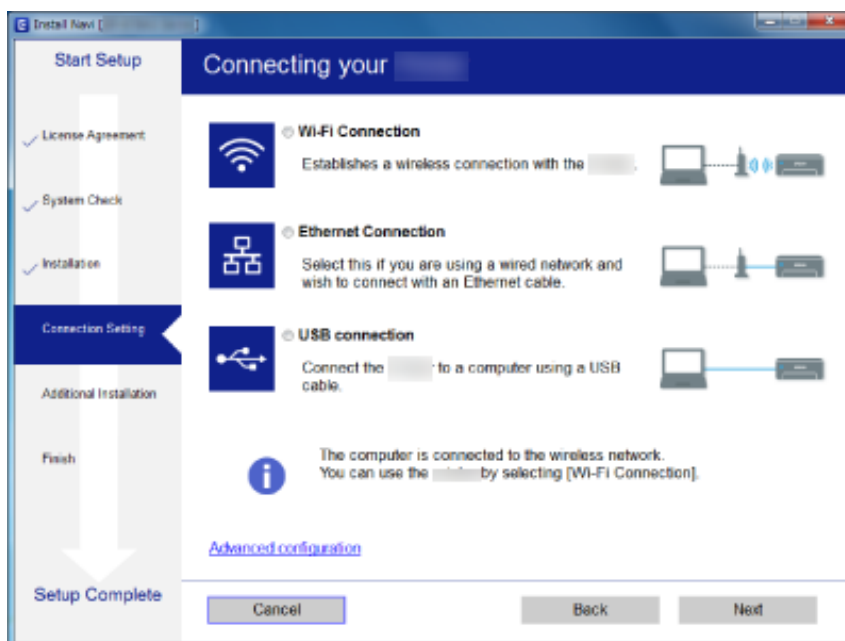 Install Navi [
Start Setup
Connecting your
License Agreement
Wi-Fi Connection
Establishes a wireless connection with the
System Check
Ethernet Connection
Select this if you are using a wired network and
wish to connect with an Ethernet cable.
Installation
Connection Setting
USB connection
Connect the to a computer using a USB
cable.
Additional Installation
Finish
The computer is connected to the wireless network.
You can use the by selecting [Wi-Fi Connection].
Advanced configuration
Setup Complete
Cancel
Back
Next